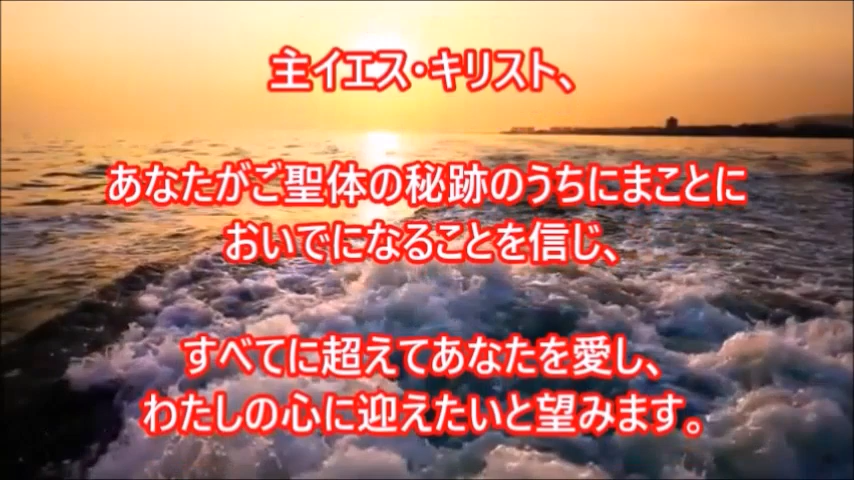 主イエス・キリスト、
あなたがご聖体の秘跡のうちにまことに
おいでになることを信じ、
すべてに超えてあなたを愛し、
わたしの心に迎えたいと望みます。